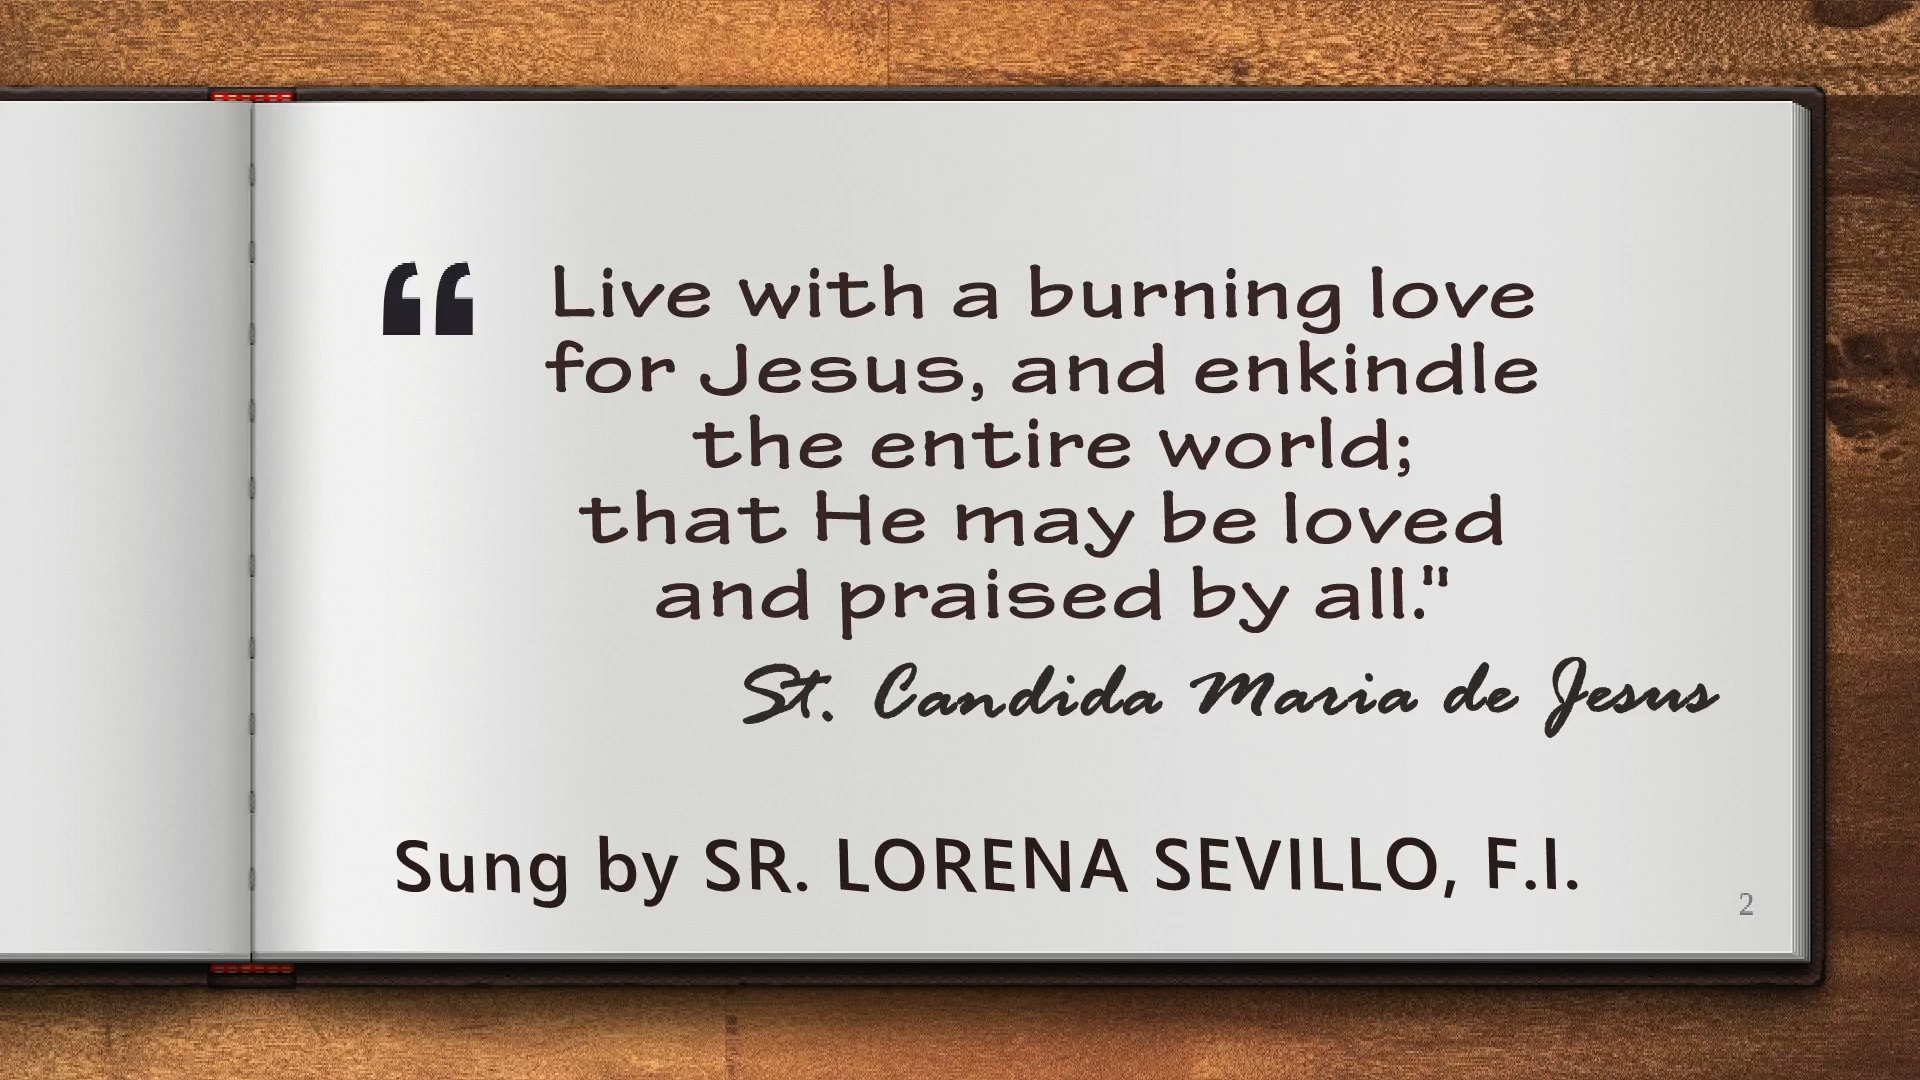 “ Live with a burning love
for Jesus, and enkindle
the entire world;
that He may be loved
and praised by all."
St. Candida Maria de Jesus
Sung by SR. LORENA SEVILLO, F.I.
2